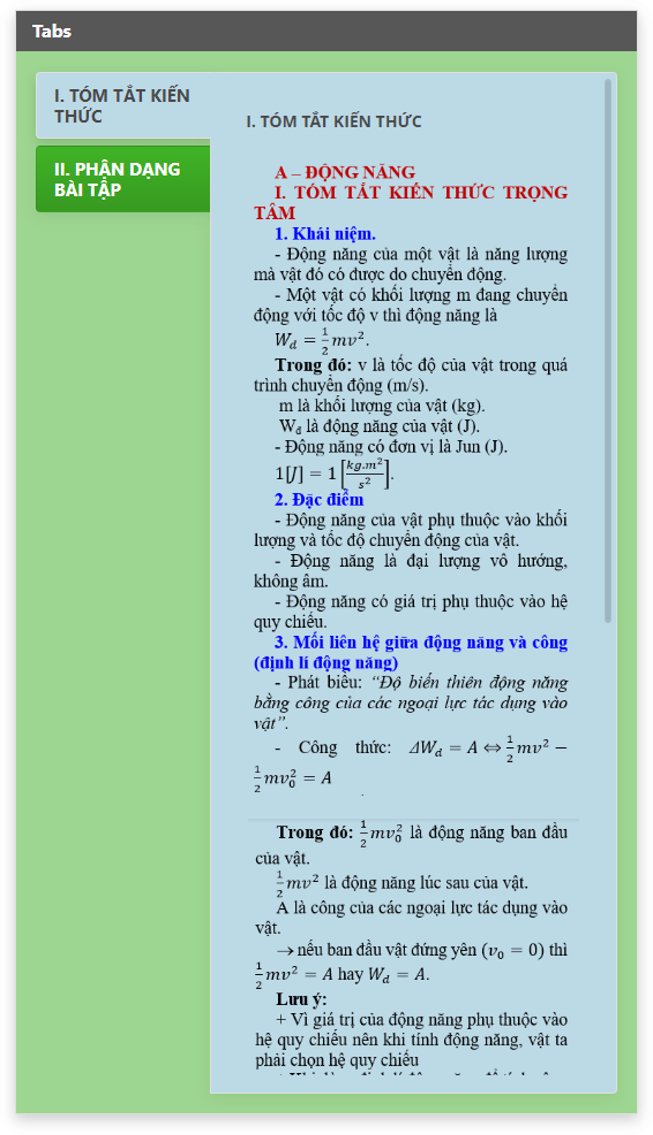 Tabs
I. TÓM TẮT KIẾN
THỨC
II. PHẬN DẠNG
BÀI TẬP
I. TÓM TẮT KIẾN THỨC
A – ĐỘNG NĂNG
I. TÓM TẮT KIẾN THỨC TRỌNG
TÂM
1. Khái niệm.
- Động năng của một vật là năng lượng
mà vật đó có được do chuyển động.
- Một vật có khối lượng m đang chuyển
động với tốc độ v thì động năng là
W_d = \frac{1}{2}mv^2.
Trong đó: v là tốc độ của vật trong quá
trình chuyển động (m/s).
m là khối lượng của vật (kg).
W_đ là động năng của vật (J).
- Động năng có đơn vị là Jun (J).
1[J] = 1[\frac{kg.m^2}{s^2}].
2. Đặc điểm
- Động năng của vật phụ thuộc vào khối
lượng và tốc độ chuyển động của vật.
- Động năng là đại lượng vô hướng,
không âm.
- Động năng có giá trị phụ thuộc vào hệ
quy chiếu.
3. Mối liên hệ giữa động năng và công
(định lí động năng)
- Phát biểu: “Độ biến thiên động năng
bằng công của các ngoại lực tác dụng vào
vật”.
- Công thức: ΔW_d = A ⇔ \frac{1}{2}mv^2 −
\frac{1}{2}mv_0^2 = A
Trong đó: \frac{1}{2}mv_0^2 là động năng ban đầu
của vật.
\frac{1}{2}mv^2 là động năng lúc sau của vật.
A là công của các ngoại lực tác dụng vào
vật.
→ nếu ban đầu vật đứng yên (v_0 = 0) thì
\frac{1}{2}mv^2 = A hay W_d = A.
Lưu ý:
+ Vì giá trị của động năng phụ thuộc vào
hệ quy chiếu nên khi tính động năng, vật ta
phải chọn hệ quy chiếu